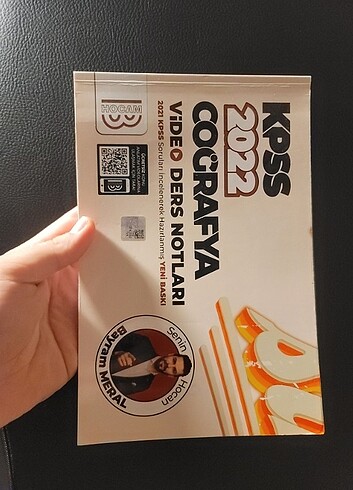 KPSS
2022
COĞRAFYA
VİDEO DERS NOTLARI
2021 KPSS Soruları İncelenerek Hazırlanmış YENİ BASKI
HOCAM
Senin Hocan
Bayram MERAL